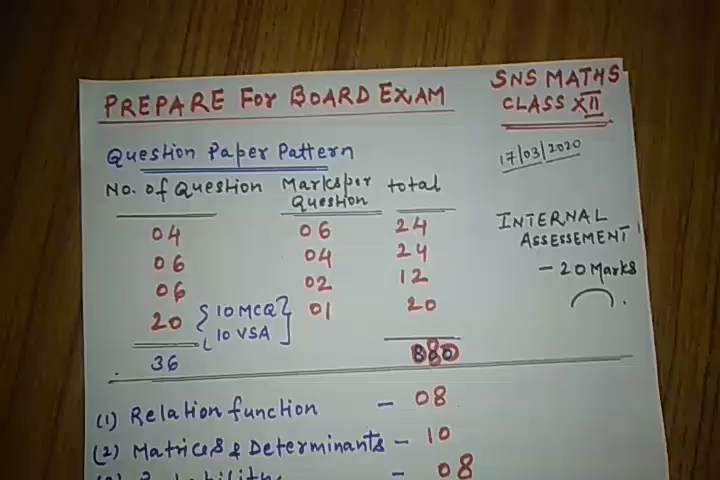 PREPARE FOR BOARD EXAM
SNS MATHS
CLASS XII
17/03/2020
Question Paper Pattern
No. of Question Marks per Question total
04 06 24
06 04 24
06 02 12
20 { 10 MCQ 10 VSA } 01 20
36 80
INTERNAL
ASSESSEMENT
- 20 Marks
(1) Relation function - 08
(2) Matrices & Determinants - 10
- 08